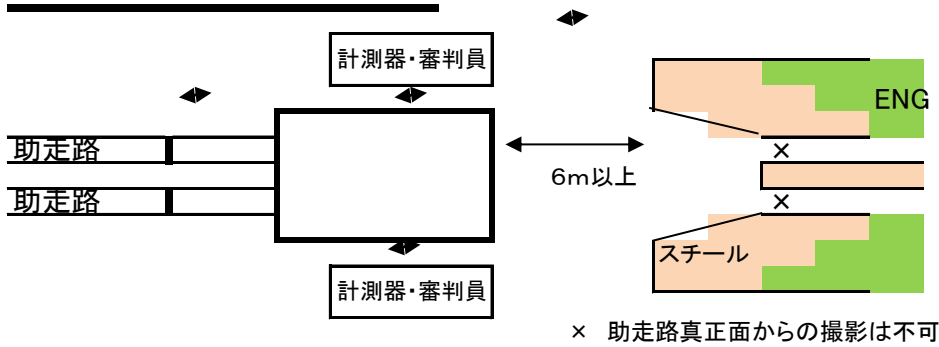 計測器・審判員
ENG
助走路
×
6m以上
助走路
×
スチール
計測器・審判員
× 助走路真正面からの撮影は不可